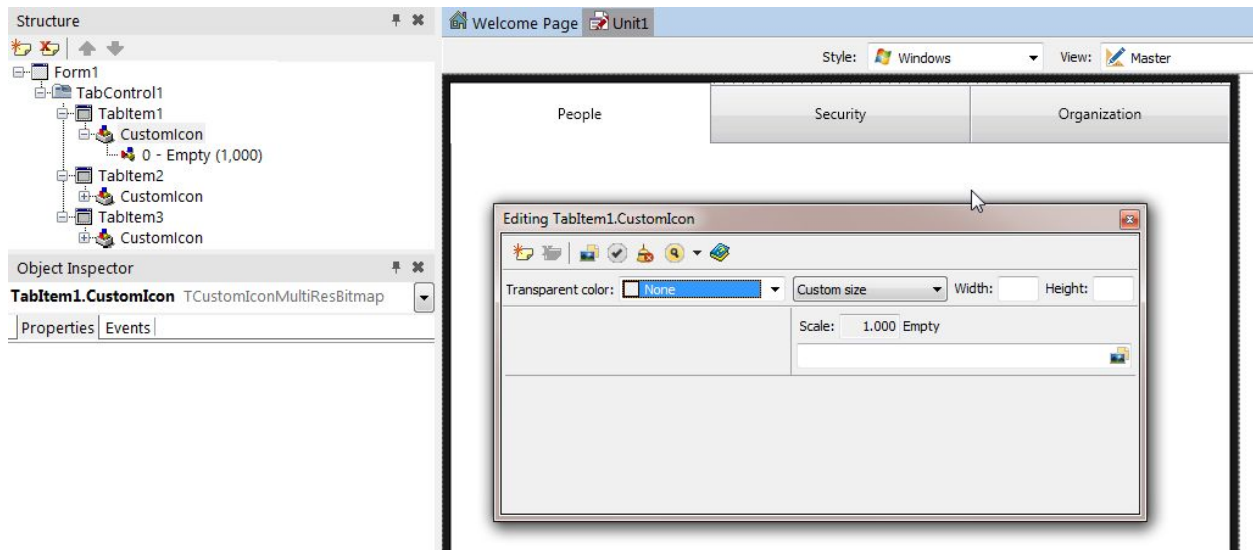 Structure
Form1
TabControl1
TabItem1
CustomIcon
0 - Empty (1,000)
TabItem2
CustomIcon
TabItem3
CustomIcon
Object Inspector
TabItem1.CustomIcon TCustomIconMultiResBitmap
Properties Events
Welcome Page Unit1
Style: Windows View: Master
People Security Organization
Editing TabItem1.CustomIcon
Transparent color: None Custom size Width: Height:
Scale: 1.000 Empty